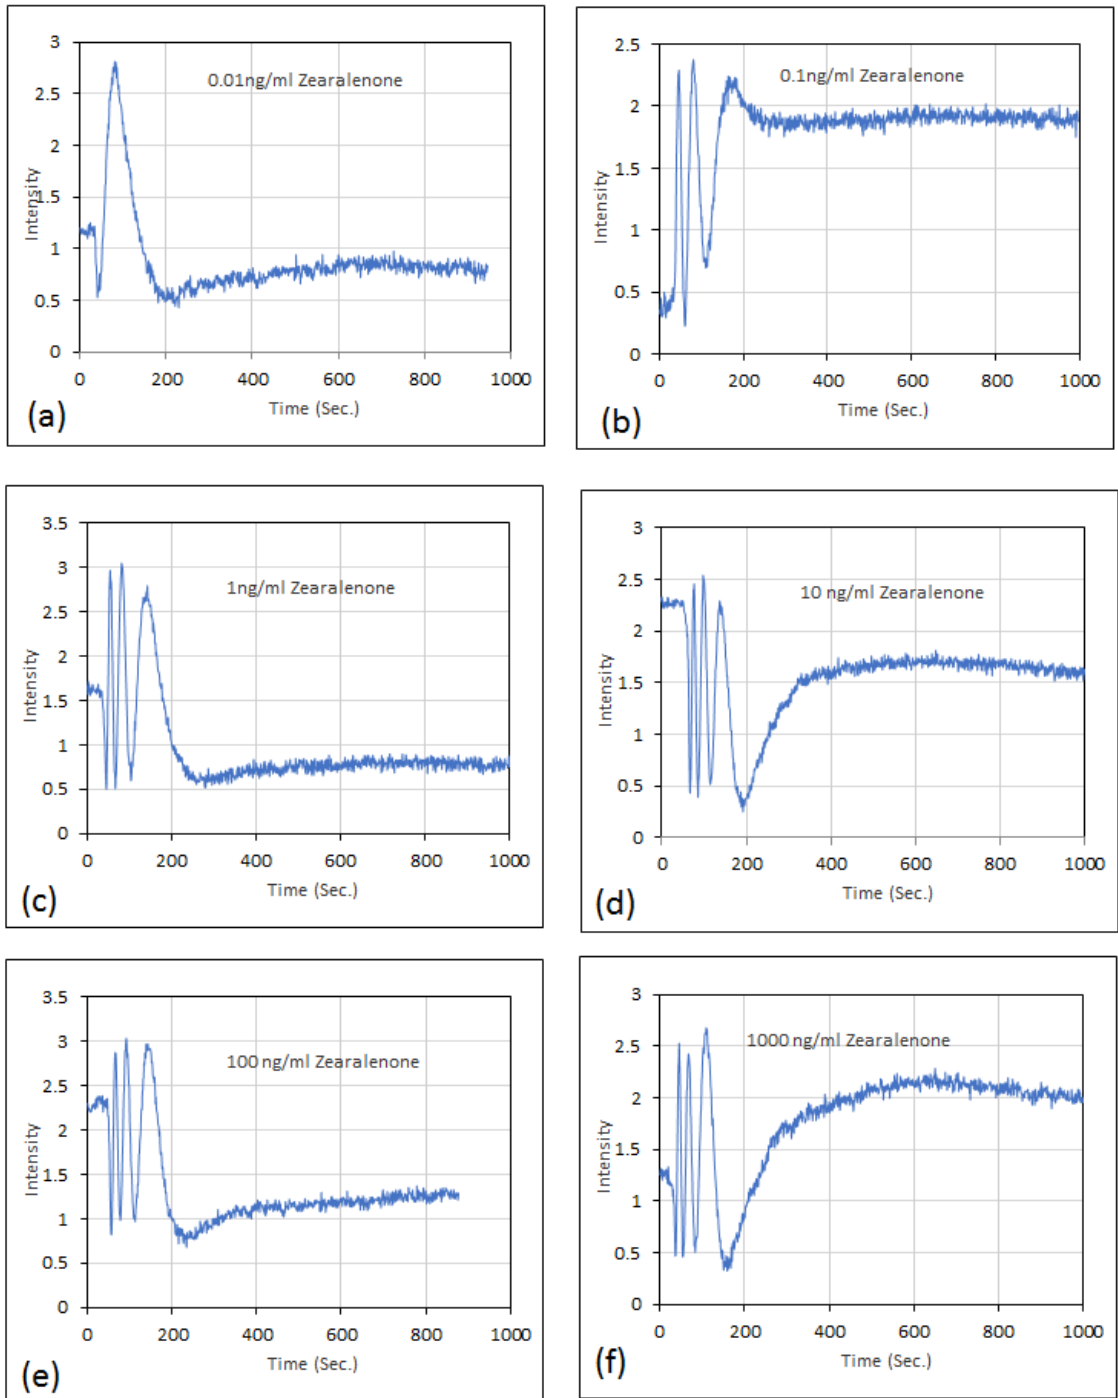 3
2.5
2
1.5
1
0.5
0
Intensity
0.01ng/ml Zearalenone
0 200 400 600 800 1000
Time (Sec.)
(a)
2.5
2
1.5
1
0.5
0
Intensity
0.1ng/ml Zearalenone
0 200 400 600 800 1000
Time (Sec.)
(b)
3.5
3
2.5
2
1.5
1
0.5
0
Intensity
1ng/ml Zearalenone
0 200 400 600 800 1000
Time (Sec.)
(c)
3
2.5
2
1.5
1
0.5
0
Intensity
10 ng/ml Zearalenone
0 200 400 600 800 1000
Time (Sec.)
(d)
3.5
3
2.5
2
1.5
1
0.5
0
Intensity
100 ng/ml Zearalenone
0 200 400 600 800 1000
Time (Sec.)
(e)
3
2.5
2
1.5
1
0.5
0
Intensity
1000 ng/ml Zearalenone
0 200 400 600 800 1000
Time (Sec.)
(f)